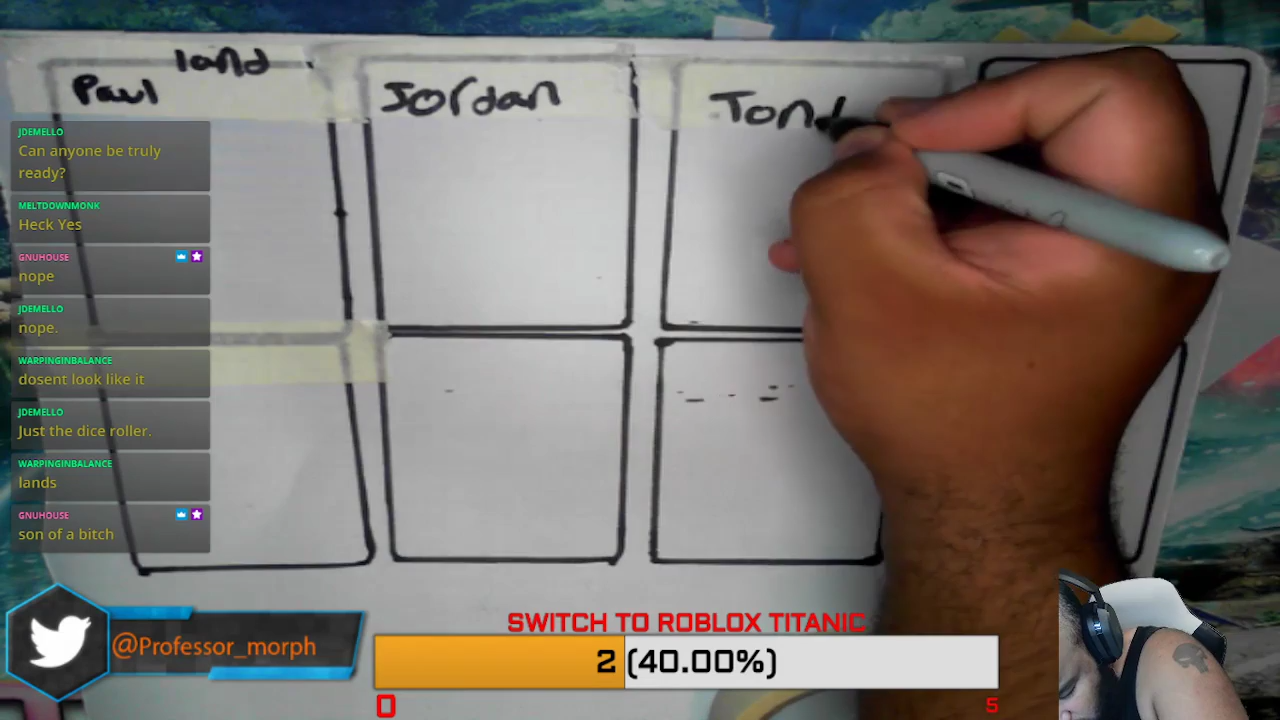 land
Paul
Jordan
JDEMELLO
Can anyone be truly
ready?
MELTDOWNMONK
Heck Yes
GNUHOUSE
nope
JDEMELLO
nope.
WARPINGINBALANCE
dosent look like it
JDEMELLO
Just the dice roller.
WARPINGINBALANCE
lands
GNUHOUSE
son of a bitch
@Professor_morph
SWITCH TO ROBLOX TITANIC
2 (40.00%)
0
5